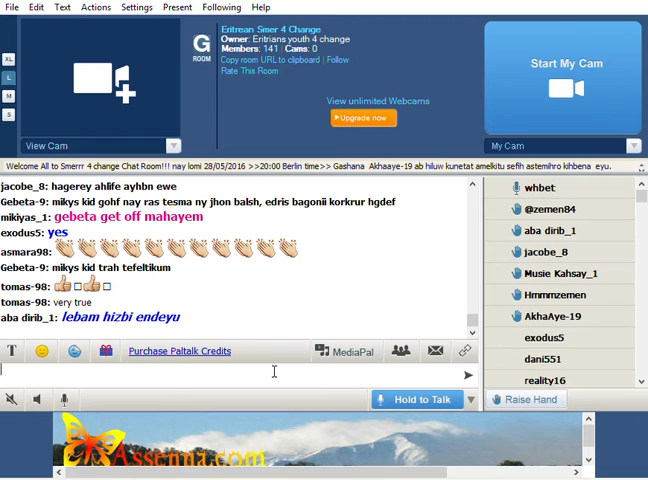 File Edit Text Actions Settings Present Following Help
XL
L
M
S
View Cam
G
ROOM
Eritrean Smer 4 Change
Owner: Eritrians youth 4 change
Members: 141 | Cams: 0
Copy room URL to clipboard | Follow
Rate This Room
View unlimited Webcams
Upgrade now
Start My Cam
My Cam
Welcome All to Smerrr 4 change Chat Room!!! nay lomi 28/05/2016 >>20:00 Berlin time>> Gashana Akhaaye-19 ab hiluw kunetat amelkitu sefih astemihro kihbena eyu.
jacobe_8: hagerey ahlife ayhbn ewe
Gebeta-9: mikys kid gohf nay ras tesma ny jhon balsh, edris bagonii korkrur hgdef
mikiyas_1: gebeta get off mahayem
exodus5: yes
asmara98:
Gebeta-9: mikys kid trah tefeltikum
tomas-98:
tomas-98: very true
aba dirib_1: lebam hizbi endeyu
whbet
@zemen84
aba dirib_1
jacobe_8
Musie Kahsay_1
Hmmmzemen
AkhaAye-19
exodus5
dani551
reality16
T
Purchase Paltalk Credits
MediaPal
Hold to Talk
Raise Hand
Assenna.com